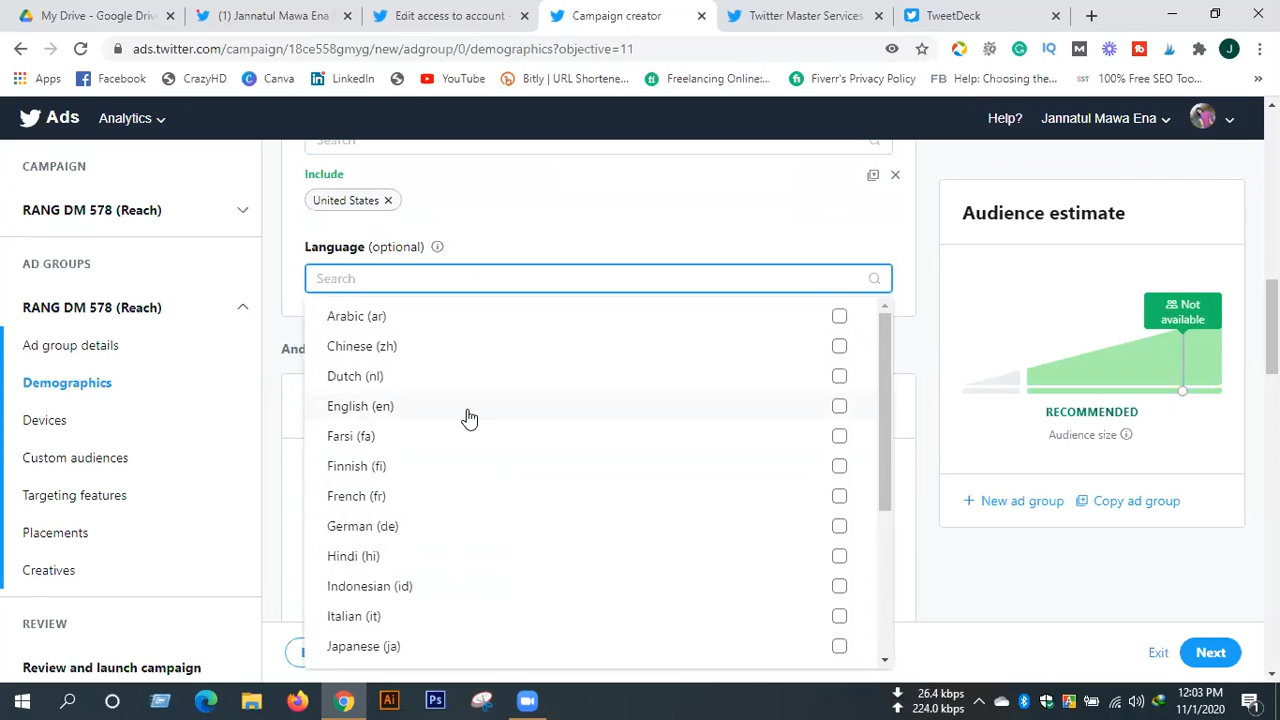 My Drive - Google Driv
(1) Jannatul Mawa Ena
Edit access to account -
Campaign creator
Twitter Master Services
TweetDeck
ads.twitter.com/campaign/18ce558gmyg/new/adgroup/0/demographics?objective=11
Apps
Facebook
CrazyHD
Canva
LinkedIn
YouTube
Bitly | URL Shortene...
Freelancing Online:...
Fiverr's Privacy Policy
FB Help: Choosing the...
SST 100% Free SEO Too...
Ads
Analytics
Help?
Jannatul Mawa Ena
CAMPAIGN
RANG DM 578 (Reach)
AD GROUPS
RANG DM 578 (Reach)
Ad group details
Demographics
Devices
Custom audiences
Targeting features
Placements
Creatives
REVIEW
Review and launch campaign
Search
Include
United States
Language (optional)
Search
Arabic (ar)
Chinese (zh)
Dutch (nl)
English (en)
Farsi (fa)
Finnish (fi)
French (fr)
German (de)
Hindi (hi)
Indonesian (id)
Italian (it)
Japanese (ja)
And
Audience estimate
Not
available
RECOMMENDED
Audience size
+ New ad group
Copy ad group
Exit
Next
26.4 kbps
224.0 kbps
12:03 PM
11/1/2020